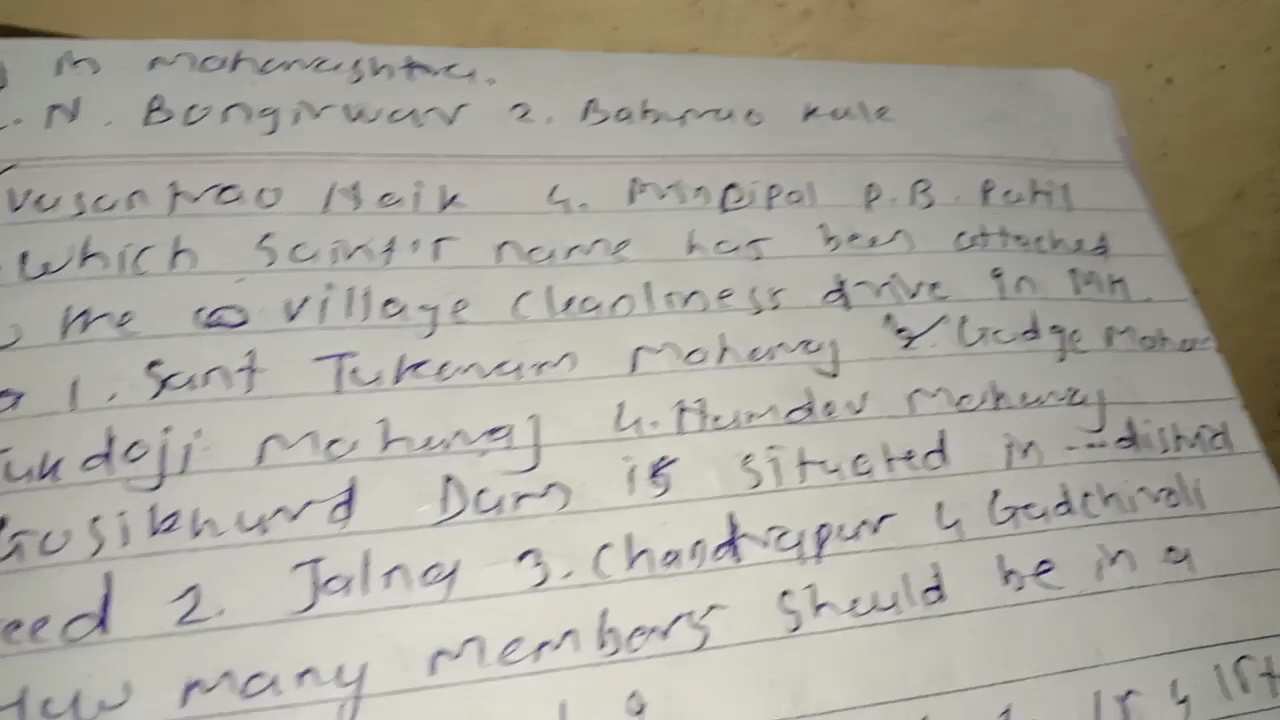 in Maharashtra.
. N. Bongirwar 2. Baburao Kale
Vasantrao Naik 4. Principal P.B. Patil
which Saint's name has been attached
the village cleanliness drive in MH.
1. Sant Tukaram Maharaj 2. Gadge Mahar
Tukdoji Maharaj 4. Namdev Maharaj
Gosikhurd Dam is situated in --- district
eed 2. Jalna 3. Chandrapur 4 Gadchiroli
How many members should be in a